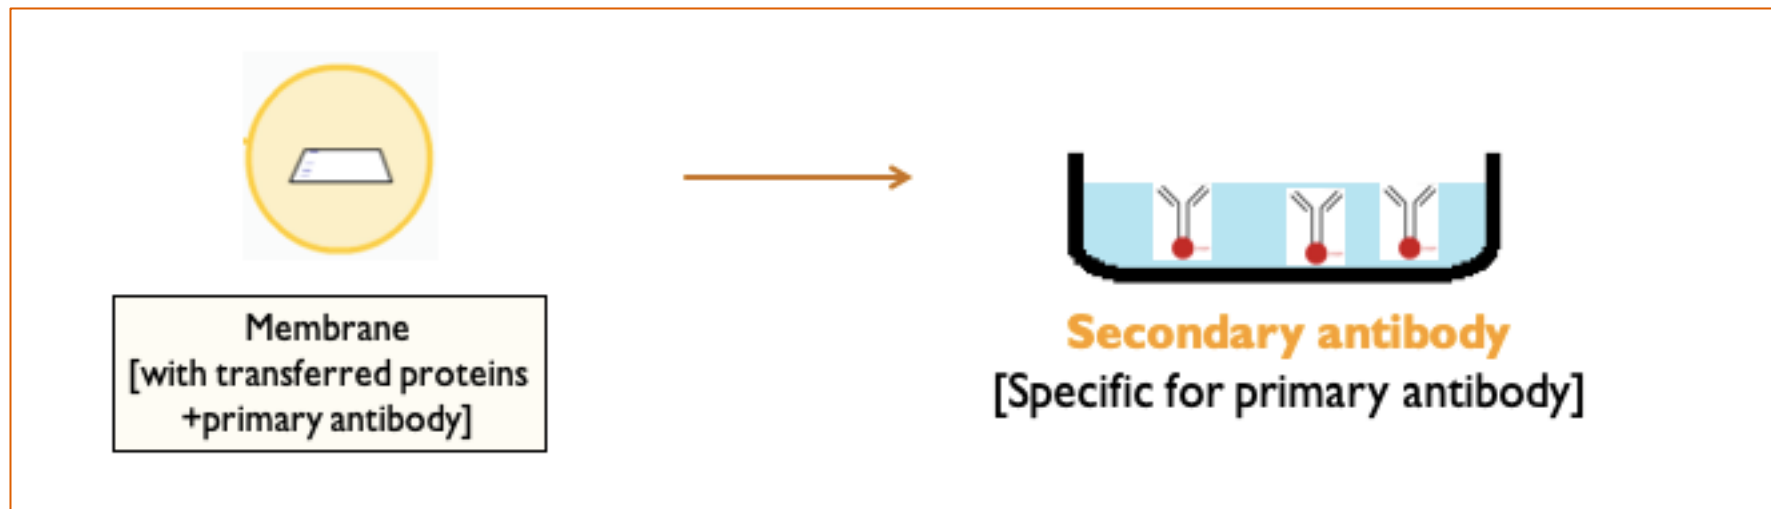 Membrane
[with transferred proteins
+primary antibody]
Secondary antibody
[Specific for primary antibody]